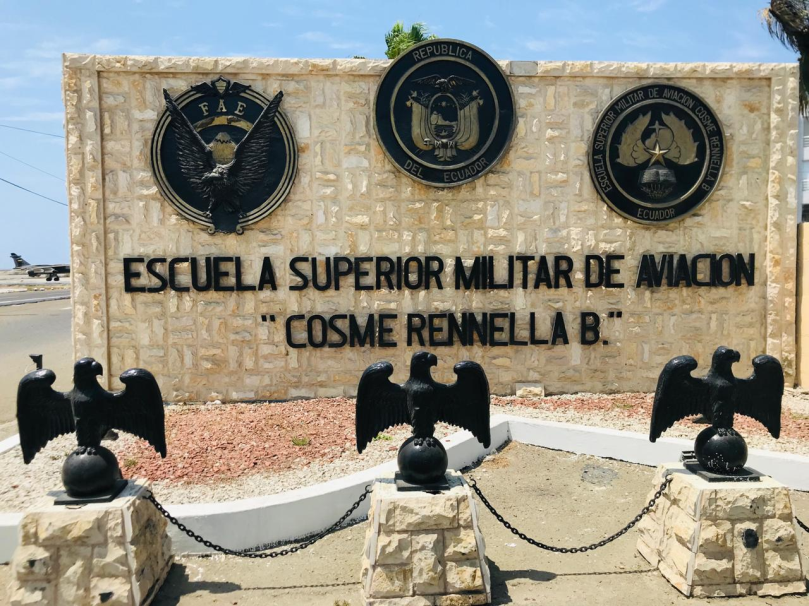 FAE
REPUBLICA
DEL ECUADOR
ESCUELA SUPERIOR MILITAR DE AVIACION COSME RENNELLA B
ECUADOR
ESCUELA SUPERIOR MILITAR DE AVIACION
" COSME RENNELLA B."